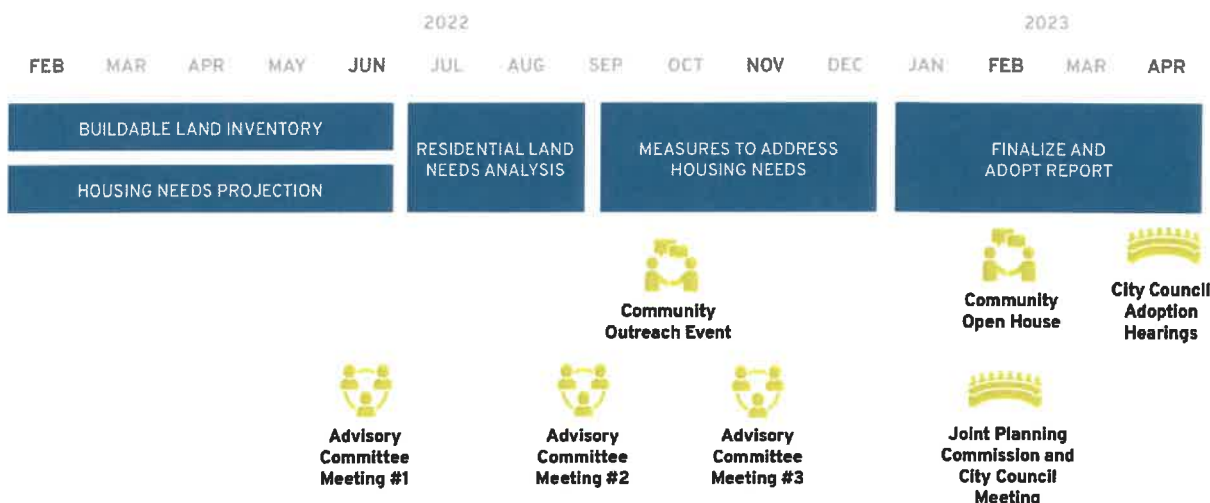 2022
2023
FEB MAR APR MAY JUN JUL AUG SEP OCT NOV DEC JAN FEB MAR APR
BUILDABLE LAND INVENTORY
HOUSING NEEDS PROJECTION
RESIDENTIAL LAND
NEEDS ANALYSIS
MEASURES TO ADDRESS
HOUSING NEEDS
FINALIZE AND
ADOPT REPORT
Community
Outreach Event
Community
Open House
City Council
Adoption
Hearings
Advisory
Committee
Meeting #1
Advisory
Committee
Meeting #2
Advisory
Committee
Meeting #3
Joint Planning
Commission and
City Council
Meeting